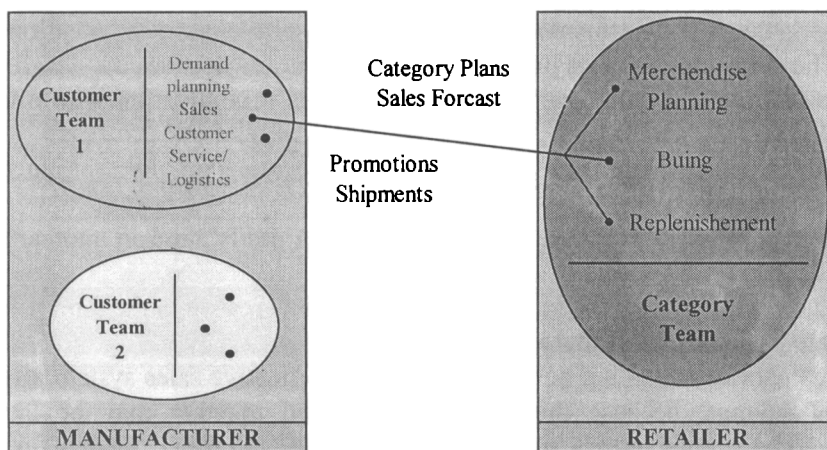 Customer
Team
1
Demand
planning
Sales
Customer
Service/
Logistics
Customer
Team
2
MANUFACTURER
Category Plans
Sales Forcast
Promotions
Shipments
Merchendise
Planning
Buing
Replenishement
Category
Team
RETAILER